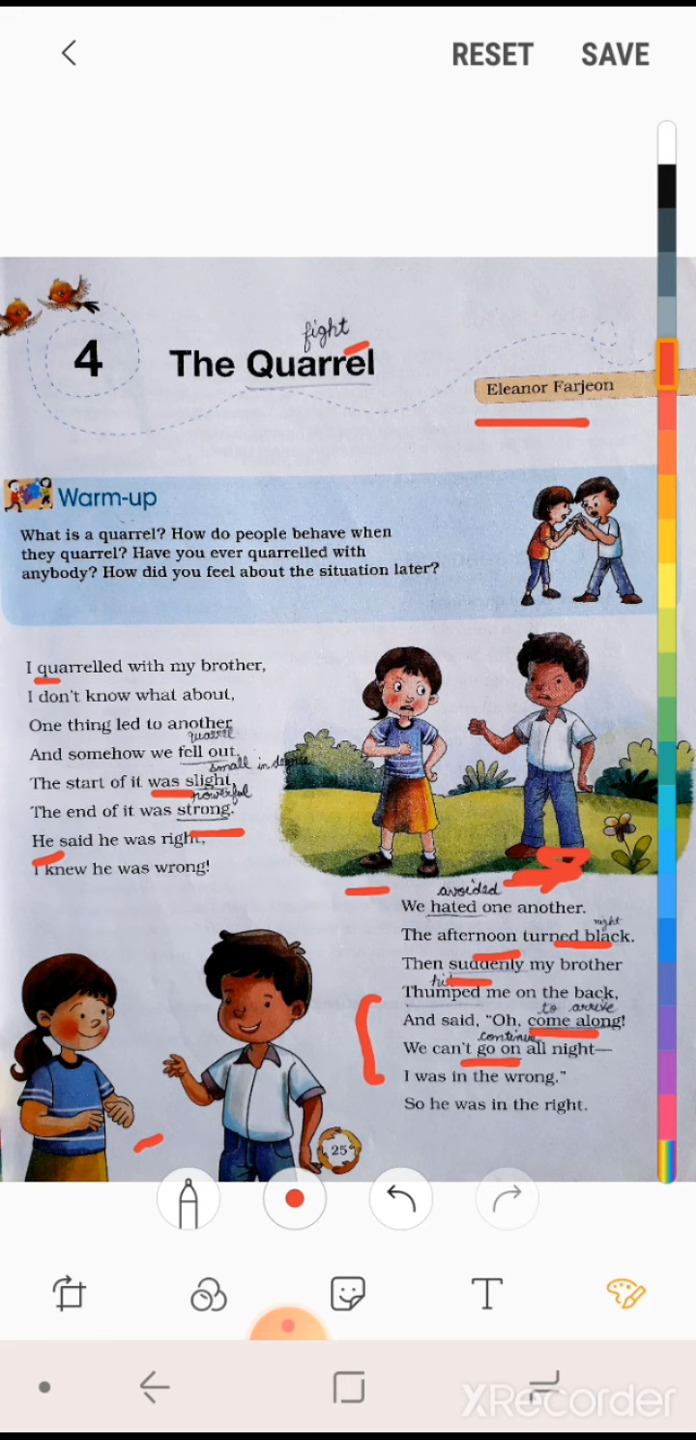 RESET SAVE
fight
4 The Quarrel
Eleanor Farjeon
Warm-up
What is a quarrel? How do people behave when
they quarrel? Have you ever quarrelled with
anybody? How did you feel about the situation later?
I quarrelled with my brother,
I don't know what about,
One thing led to another
quarrel
And somehow we fell out.
small in degree
The start of it was slight,
powerful
The end of it was strong.
He said he was right,
I knew he was wrong!
avoided
We hated one another.
night
The afternoon turned black.
Then suddenly my brother
Thumped me on the back,
to arrive
And said, "Oh, come along!
continue
We can't go on all night—
I was in the wrong."
So he was in the right.
25
T
XRecorder